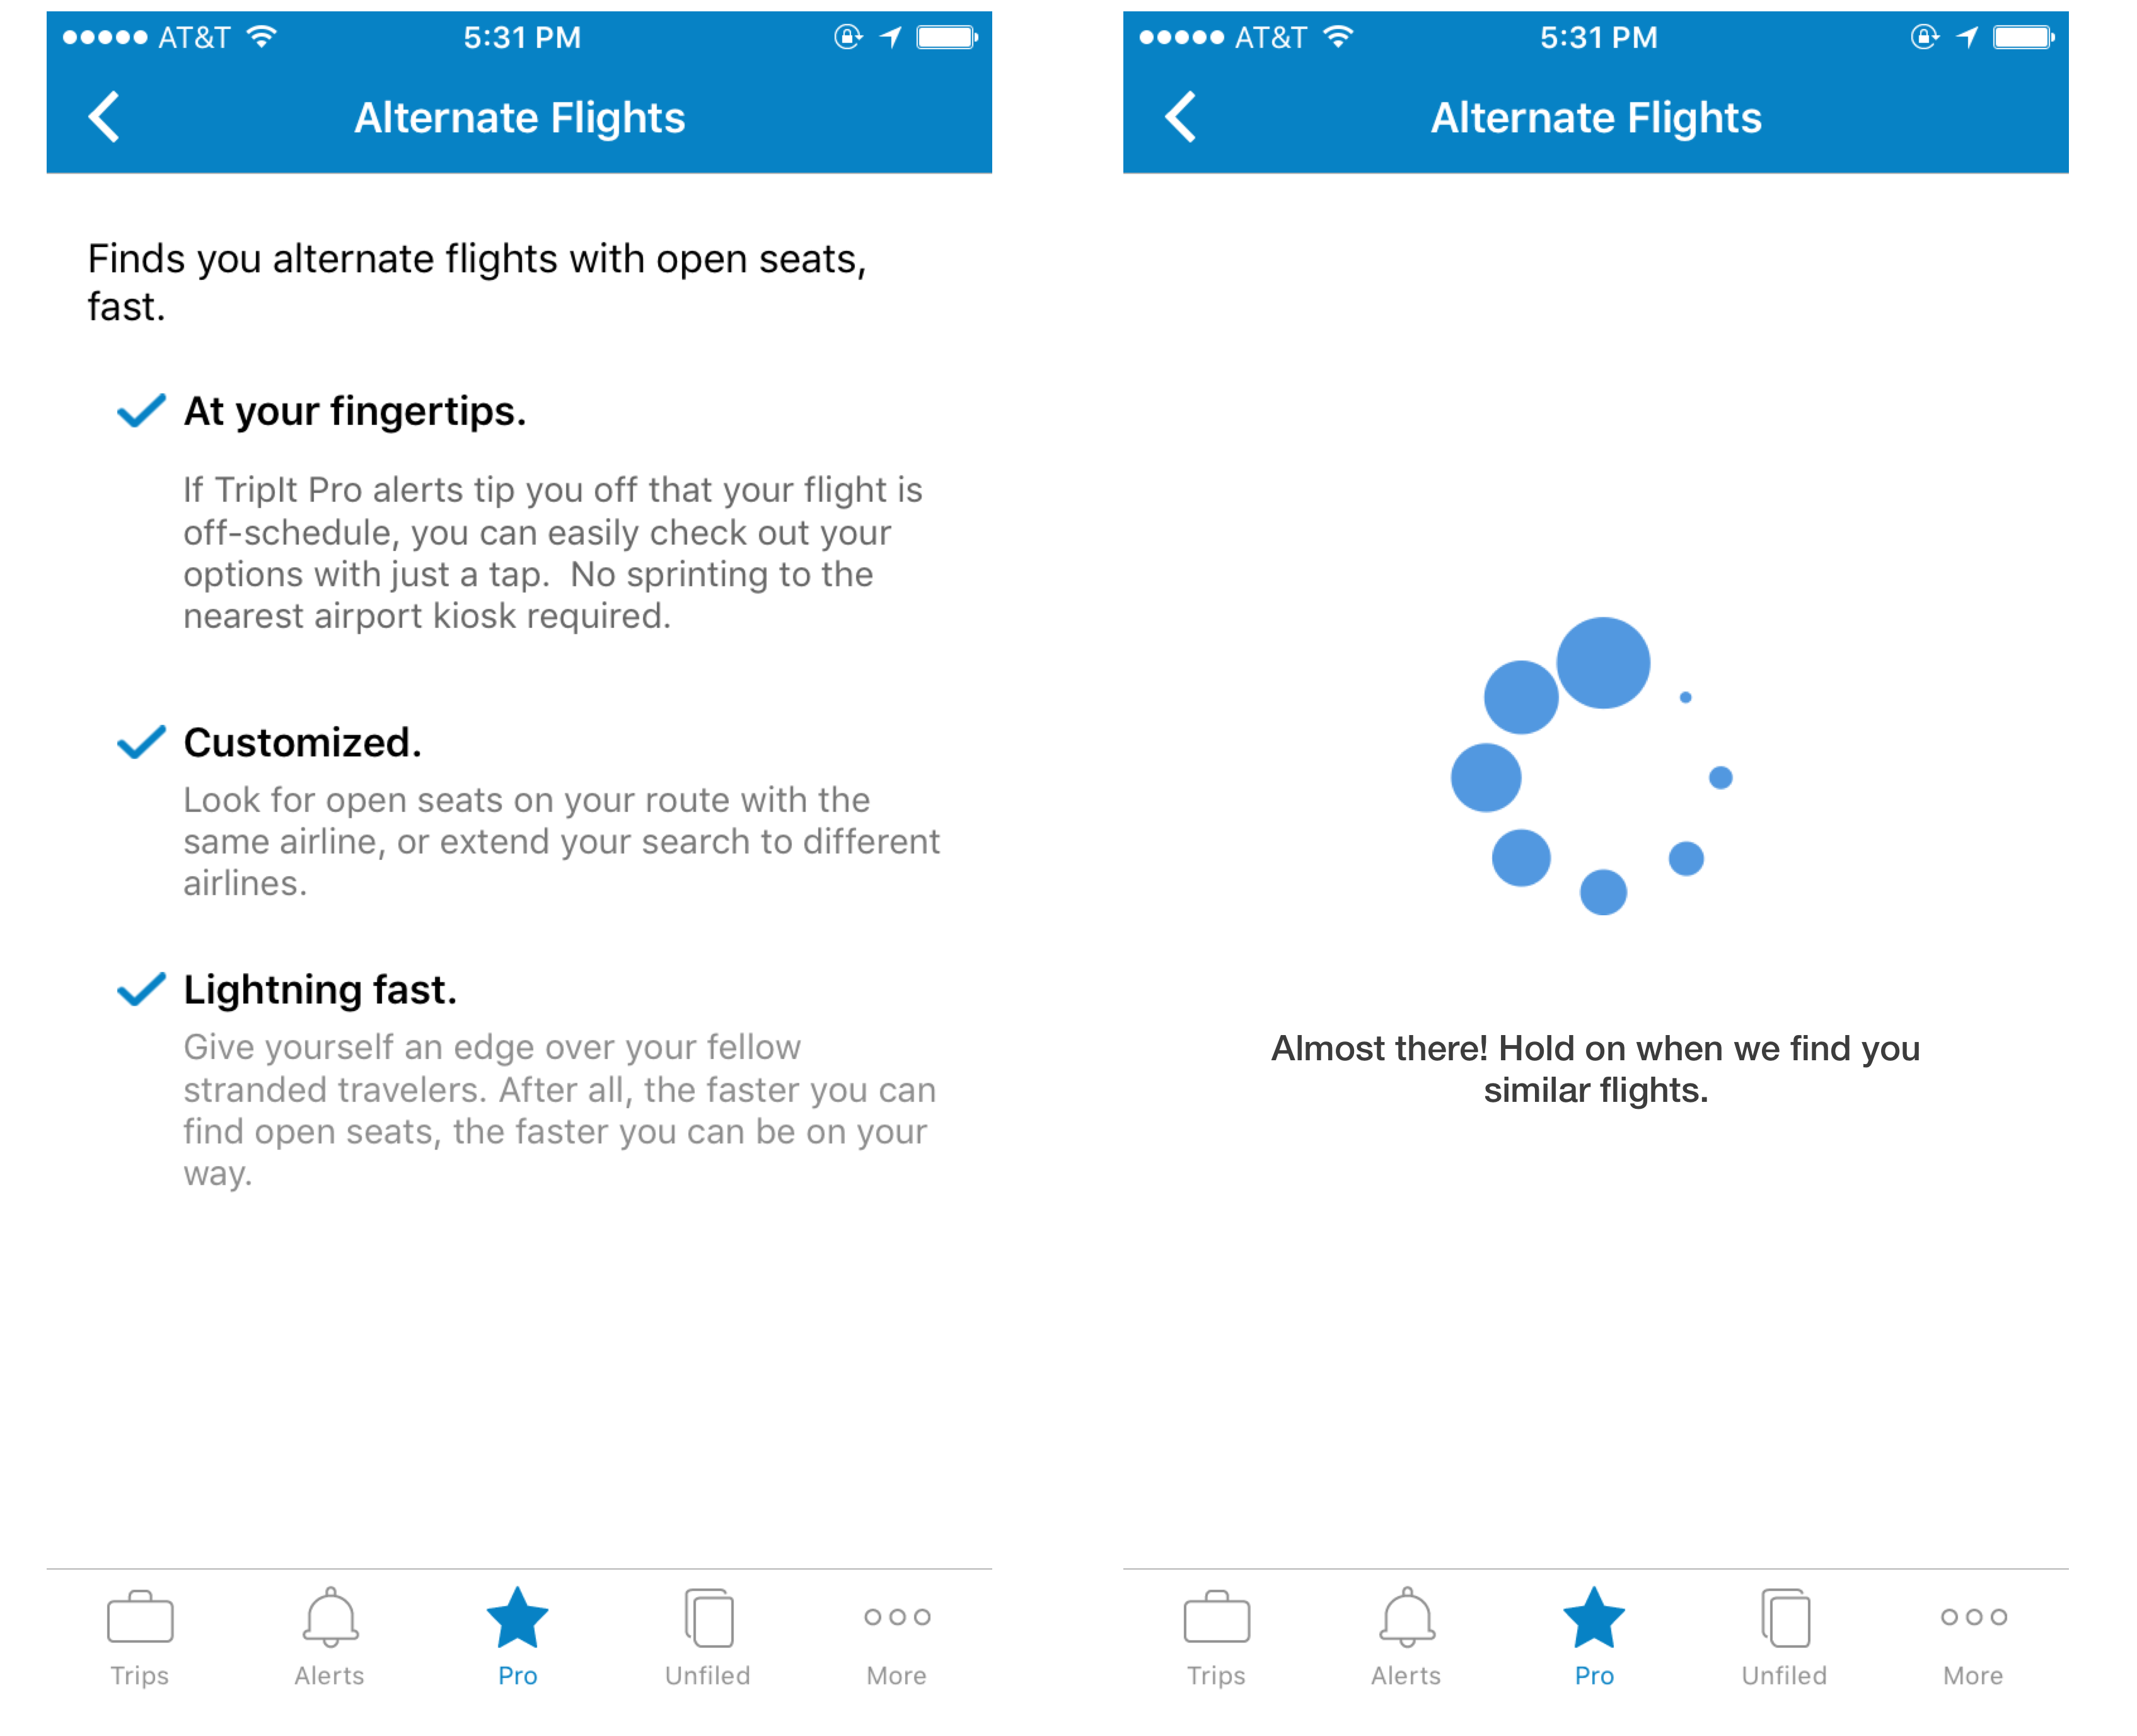 AT&T 5:31 PM
Alternate Flights
Finds you alternate flights with open seats,
fast.
At your fingertips.
If TripIt Pro alerts tip you off that your flight is
off-schedule, you can easily check out your
options with just a tap.  No sprinting to the
nearest airport kiosk required.
Customized.
Look for open seats on your route with the
same airline, or extend your search to different
airlines.
Lightning fast.
Give yourself an edge over your fellow
stranded travelers. After all, the faster you can
find open seats, the faster you can be on your
way.
Trips Alerts Pro Unfiled More
AT&T 5:31 PM
Alternate Flights
Almost there! Hold on when we find you
similar flights.
Trips Alerts Pro Unfiled More